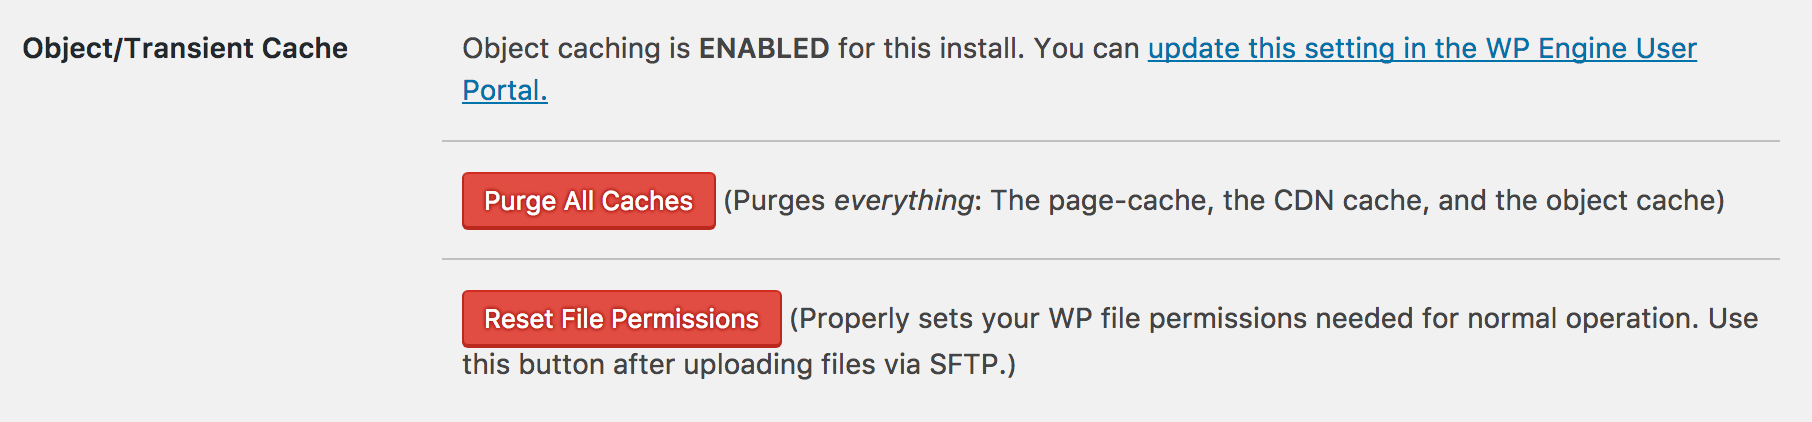 Object/Transient Cache
Object caching is ENABLED for this install. You can update this setting in the WP Engine User
Portal.
Purge All Caches (Purges everything: The page-cache, the CDN cache, and the object cache)
Reset File Permissions (Properly sets your WP file permissions needed for normal operation. Use
this button after uploading files via SFTP.)